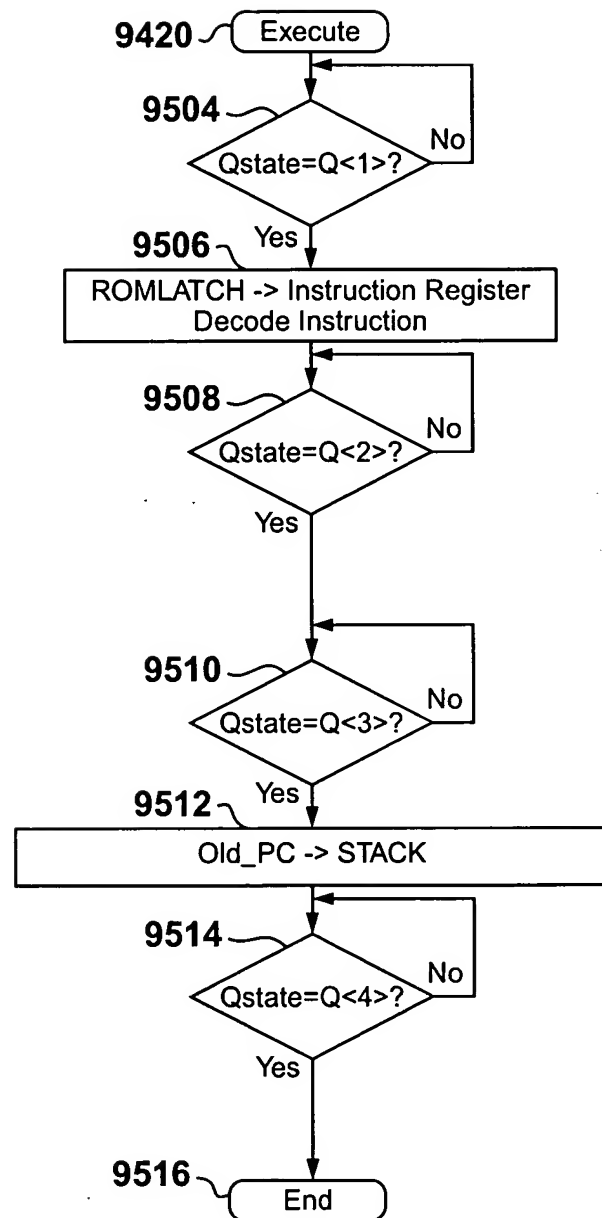 9420 Execute
9504
Qstate=Q<1>?
No
Yes
9506
ROMLATCH -> Instruction Register
Decode Instruction
9508
Qstate=Q<2>?
No
Yes
9510
Qstate=Q<3>?
No
Yes
9512
Old_PC -> STACK
9514
Qstate=Q<4>?
No
Yes
9516 End